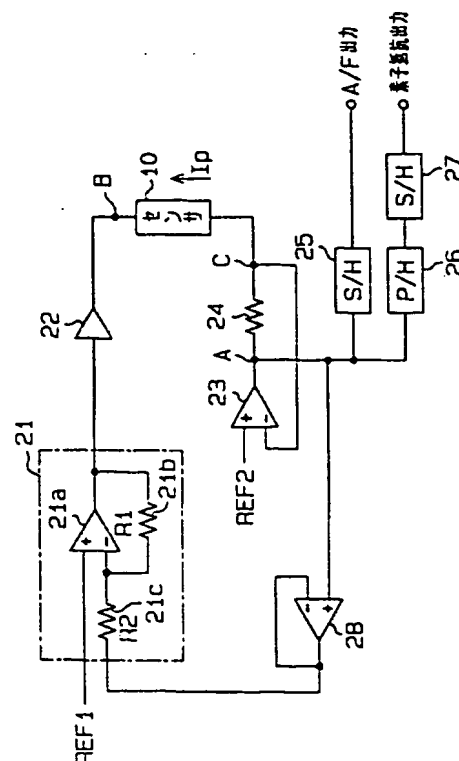 21
21a
+
-
R1
21b
R2
21c
REF1
22
B
10
センサ
Ip
C
24
A
23
+
-
REF2
25
S/H
A/F出力
P/H
26
S/H
27
素子抵抗出力
-
+
28